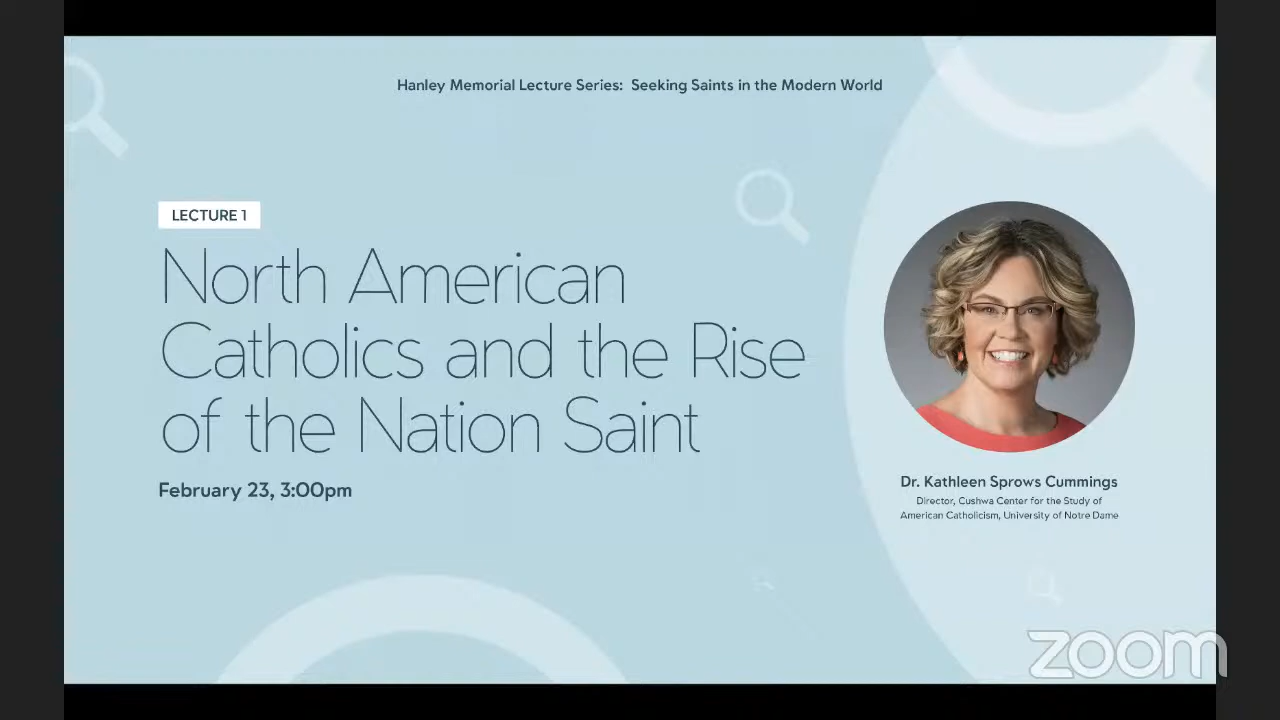 Hanley Memorial Lecture Series: Seeking Saints in the Modern World
LECTURE 1
North American
Catholics and the Rise
of the Nation Saint
February 23, 3:00pm
Dr. Kathleen Sprows Cummings
Director, Cushwa Center for the Study of
American Catholicism, University of Notre Dame
zoom